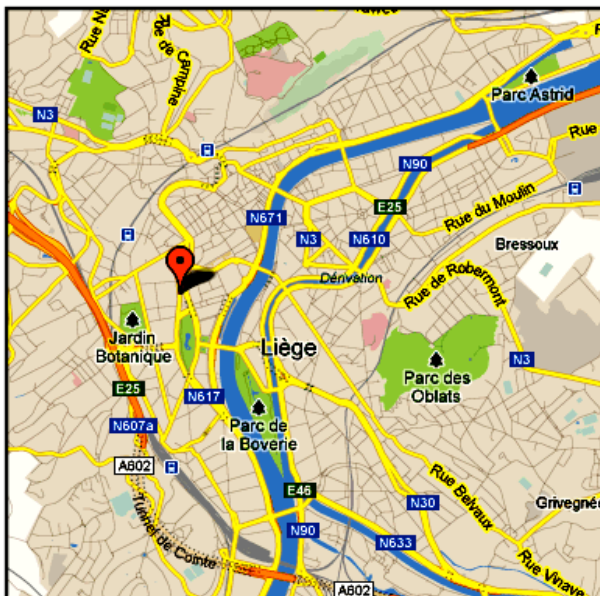 Rue de
Campine
Parc Astrid
N3
Rue
N90
E25
Rue du Moulin
N671
N3
N610
Bressoux
Dérivation
Rue de Robermont
Jardin
Botanique
Liège
N3
Parc des
Oblats
E25
N617
Parc de
la Boverie
N607a
A602
E46
Rue Belvaux
N30
Grivegné
Tunnel de Comte
N90
N633
Rue Vinave
A602